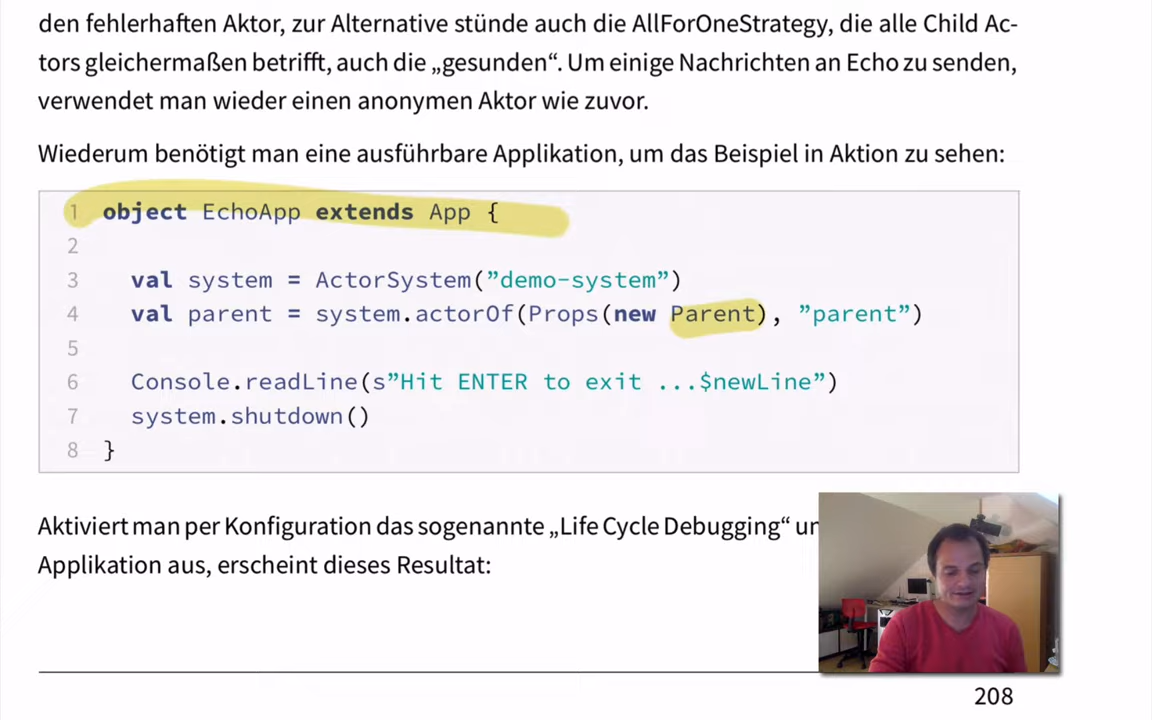 den fehlerhaften Aktor, zur Alternative stünde auch die AllForOneStrategy, die alle Child Ac-
tors gleichermaßen betrifft, auch die „gesunden“. Um einige Nachrichten an Echo zu senden,
verwendet man wieder einen anonymen Aktor wie zuvor.
Wiederum benötigt man eine ausführbare Applikation, um das Beispiel in Aktion zu sehen:
1 object EchoApp extends App {
2
3 val system = ActorSystem(”demo-system”)
4 val parent = system.actorOf(Props(new Parent), ”parent”)
5
6 Console.readLine(s”Hit ENTER to exit ...$newLine”)
7 system.shutdown()
8 }
Aktiviert man per Konfiguration das sogenannte „Life Cycle Debugging“
Applikation aus, erscheint dieses Resultat:
208